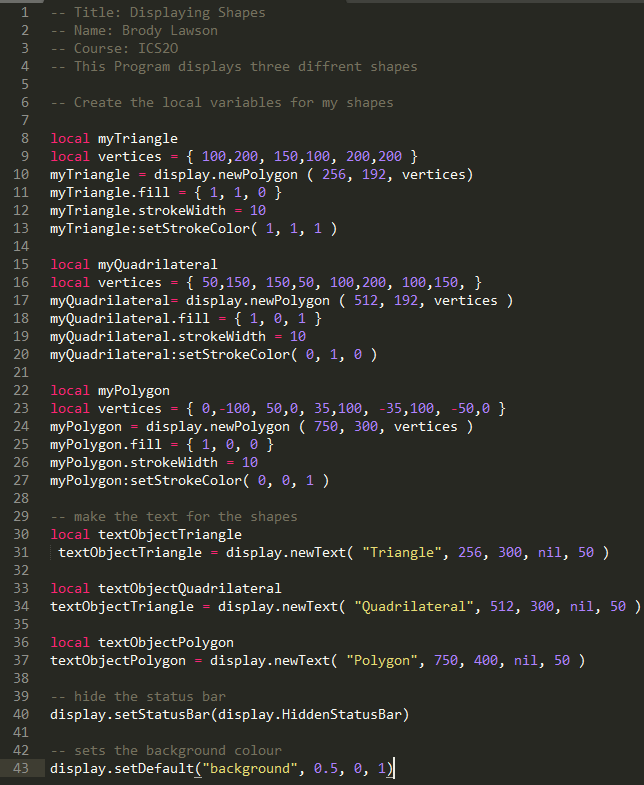 1 -- Title: Displaying Shapes
2 -- Name: Brody Lawson
3 -- Course: ICS2O
4 -- This Program displays three diffrent shapes
5
6 -- Create the local variables for my shapes
7
8 local myTriangle
9 local vertices = { 100,200, 150,100, 200,200 }
10 myTriangle = display.newPolygon ( 256, 192, vertices)
11 myTriangle.fill = { 1, 1, 0 }
12 myTriangle.strokeWidth = 10
13 myTriangle:setStrokeColor( 1, 1, 1 )
14
15 local myQuadrilateral
16 local vertices = { 50,150, 150,50, 100,200, 100,150, }
17 myQuadrilateral= display.newPolygon ( 512, 192, vertices )
18 myQuadrilateral.fill = { 1, 0, 1 }
19 myQuadrilateral.strokeWidth = 10
20 myQuadrilateral:setStrokeColor( 0, 1, 0 )
21
22 local myPolygon
23 local vertices = { 0,-100, 50,0, 35,100, -35,100, -50,0 }
24 myPolygon = display.newPolygon ( 750, 300, vertices )
25 myPolygon.fill = { 1, 0, 0 }
26 myPolygon.strokeWidth = 10
27 myPolygon:setStrokeColor( 0, 0, 1 )
28
29 -- make the text for the shapes
30 local textObjectTriangle
31 textObjectTriangle = display.newText( "Triangle", 256, 300, nil, 50 )
32
33 local textObjectQuadrilateral
34 textObjectTriangle = display.newText( "Quadrilateral", 512, 300, nil, 50 )
35
36 local textObjectPolygon
37 textObjectPolygon = display.newText( "Polygon", 750, 400, nil, 50 )
38
39 -- hide the status bar
40 display.setStatusBar(display.HiddenStatusBar)
41
42 -- sets the background colour
43 display.setDefault("background", 0.5, 0, 1)